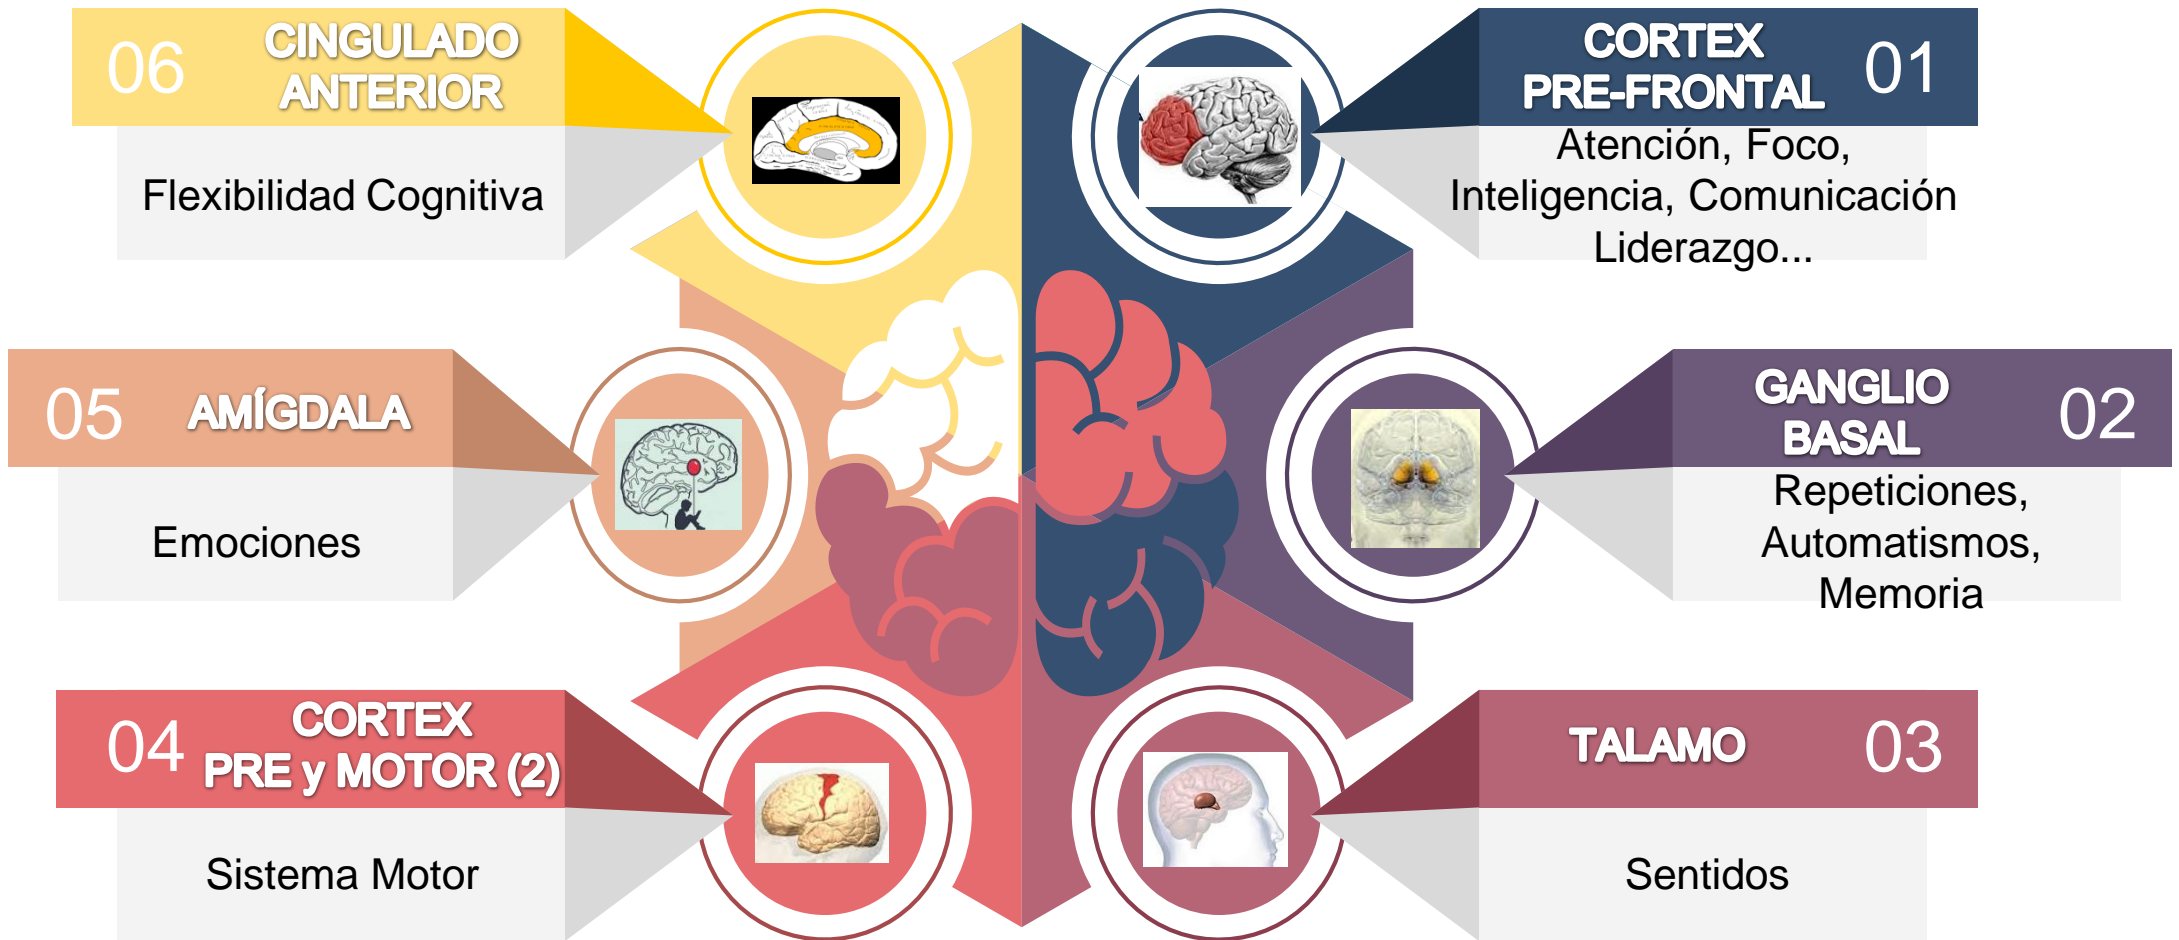 06
CINGULADO
ANTERIOR
Flexibilidad Cognitiva
CORTEX
PRE-FRONTAL
01
Atención, Foco,
Inteligencia, Comunicación
Liderazgo...
05
AMÍGDALA
Emociones
GANGLIO
BASAL
02
Repeticiones,
Automatismos,
Memoria
04
CORTEX
PRE y MOTOR (2)
Sistema Motor
TALAMO
03
Sentidos